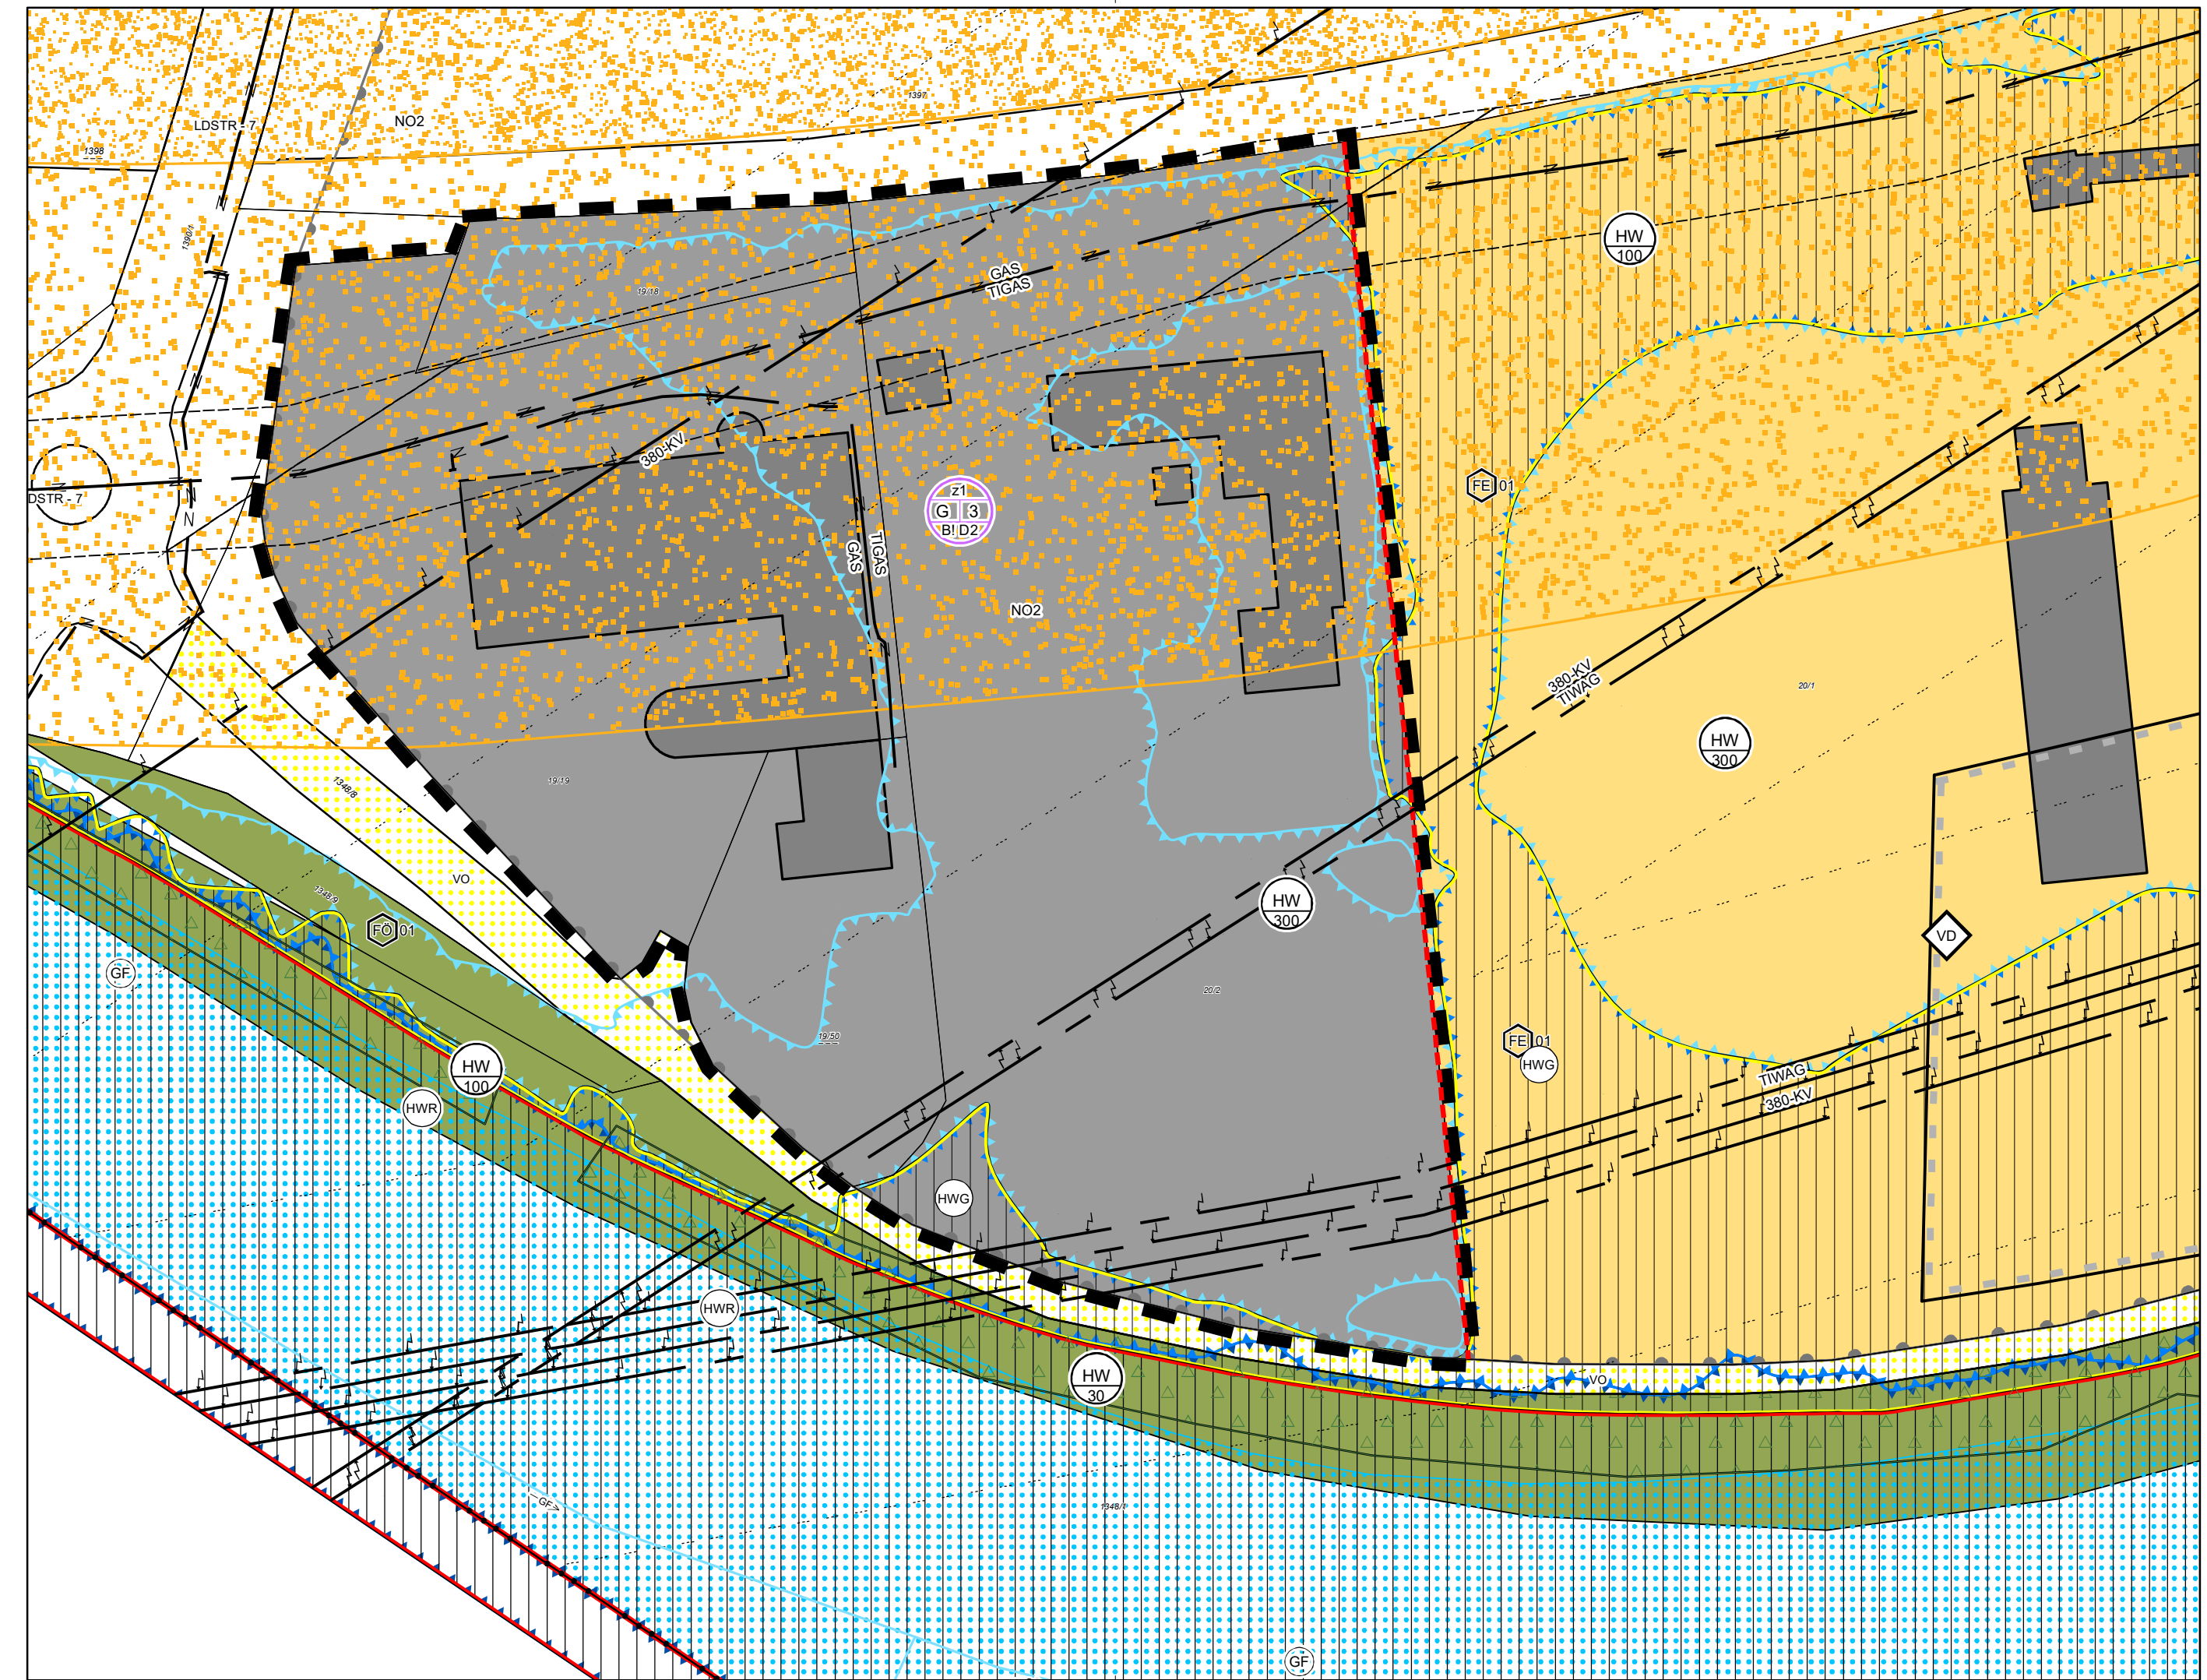 1397
LDSTR - 7
NO2
1398
1390/1
HW
100
GAS
TIGAS
19/18
380-KV
z1
G 3
B! D2
FE 01
DSTR - 7
N
GAS
TIGAS
NO2
380-KV
TIWAG
20/1
HW
300
19/19
1348/8
VO
1348/9
FÖ 01
HW
300
VD
GF
20/2
19/50
FE 01
HWG
HW
100
TIWAG
380-KV
HWR
HWG
HWR
HW
30
VO
GF
1348/1
GF